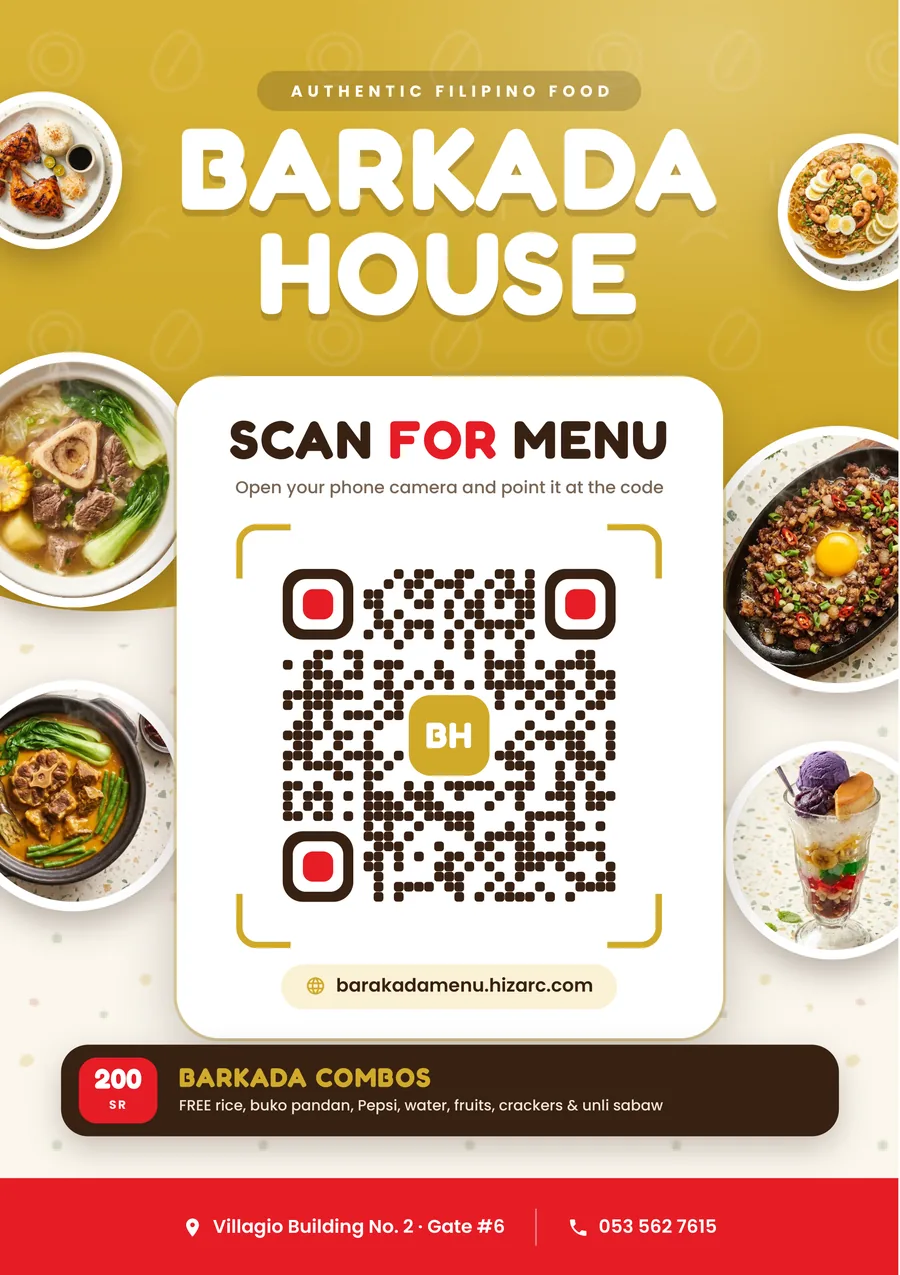 AUTHENTIC FILIPINO FOOD
BARKADA
HOUSE
SCAN FOR MENU
Open your phone camera and point it at the code
BH
barakadamenu.hizarc.com
200
SR
BARKADA COMBOS
FREE rice, buko pandan, Pepsi, water, fruits, crackers & unli sabaw
Villagio Building No. 2 · Gate #6
053 562 7615